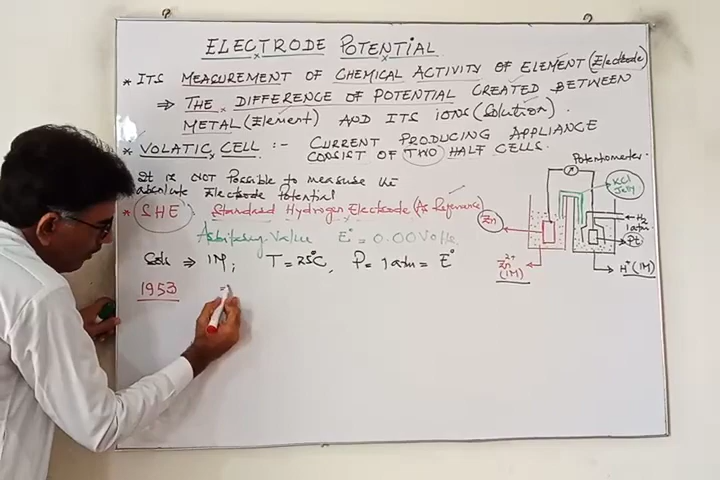 ELECTRODE POTENTIAL
* ITS MEASUREMENT OF CHEMICAL ACTIVITY OF ELEMENT (Electrode)
⇒ THE DIFFERENCE OF POTENTIAL CREATED BETWEEN
METAL (Element) AND ITS IONS (Solution).
* VOLATIC CELL :- CURRENT PRODUCING APPLIANCE
CONSIST OF TWO HALF CELLS.
It is NOT Possible to measure the
absolute Electrode Potential
* SHE : Standard Hydrogen Electrode (As Reference)
Arbitrary Value E° = 0.00 Volts.
Soln ⇒ 1M ; T = 25°C, P = 1 atm = E°
1953 =
Potentiometer.
KCl
Jelly
Zn
H2
1 atm
Pt
Zn2+ (1M)
H+ (1M)